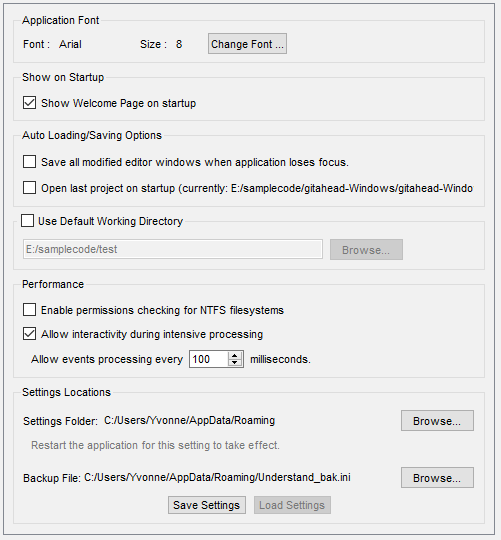 Application Font
Font : Arial Size : 8 Change Font ...
Show on Startup
Show Welcome Page on startup
Auto Loading/Saving Options
Save all modified editor windows when application loses focus.
Open last project on startup (currently: E:/samplecode/gitahead-Windows/gitahead-Windo
Use Default Working Directory
E:/samplecode/test Browse...
Performance
Enable permissions checking for NTFS filesystems
Allow interactivity during intensive processing
Allow events processing every 100 milliseconds.
Settings Locations
Settings Folder: C:/Users/Yvonne/AppData/Roaming Browse...
Restart the application for this setting to take effect.
Backup File: C:/Users/Yvonne/AppData/Roaming/Understand_bak.ini Browse...
Save Settings Load Settings